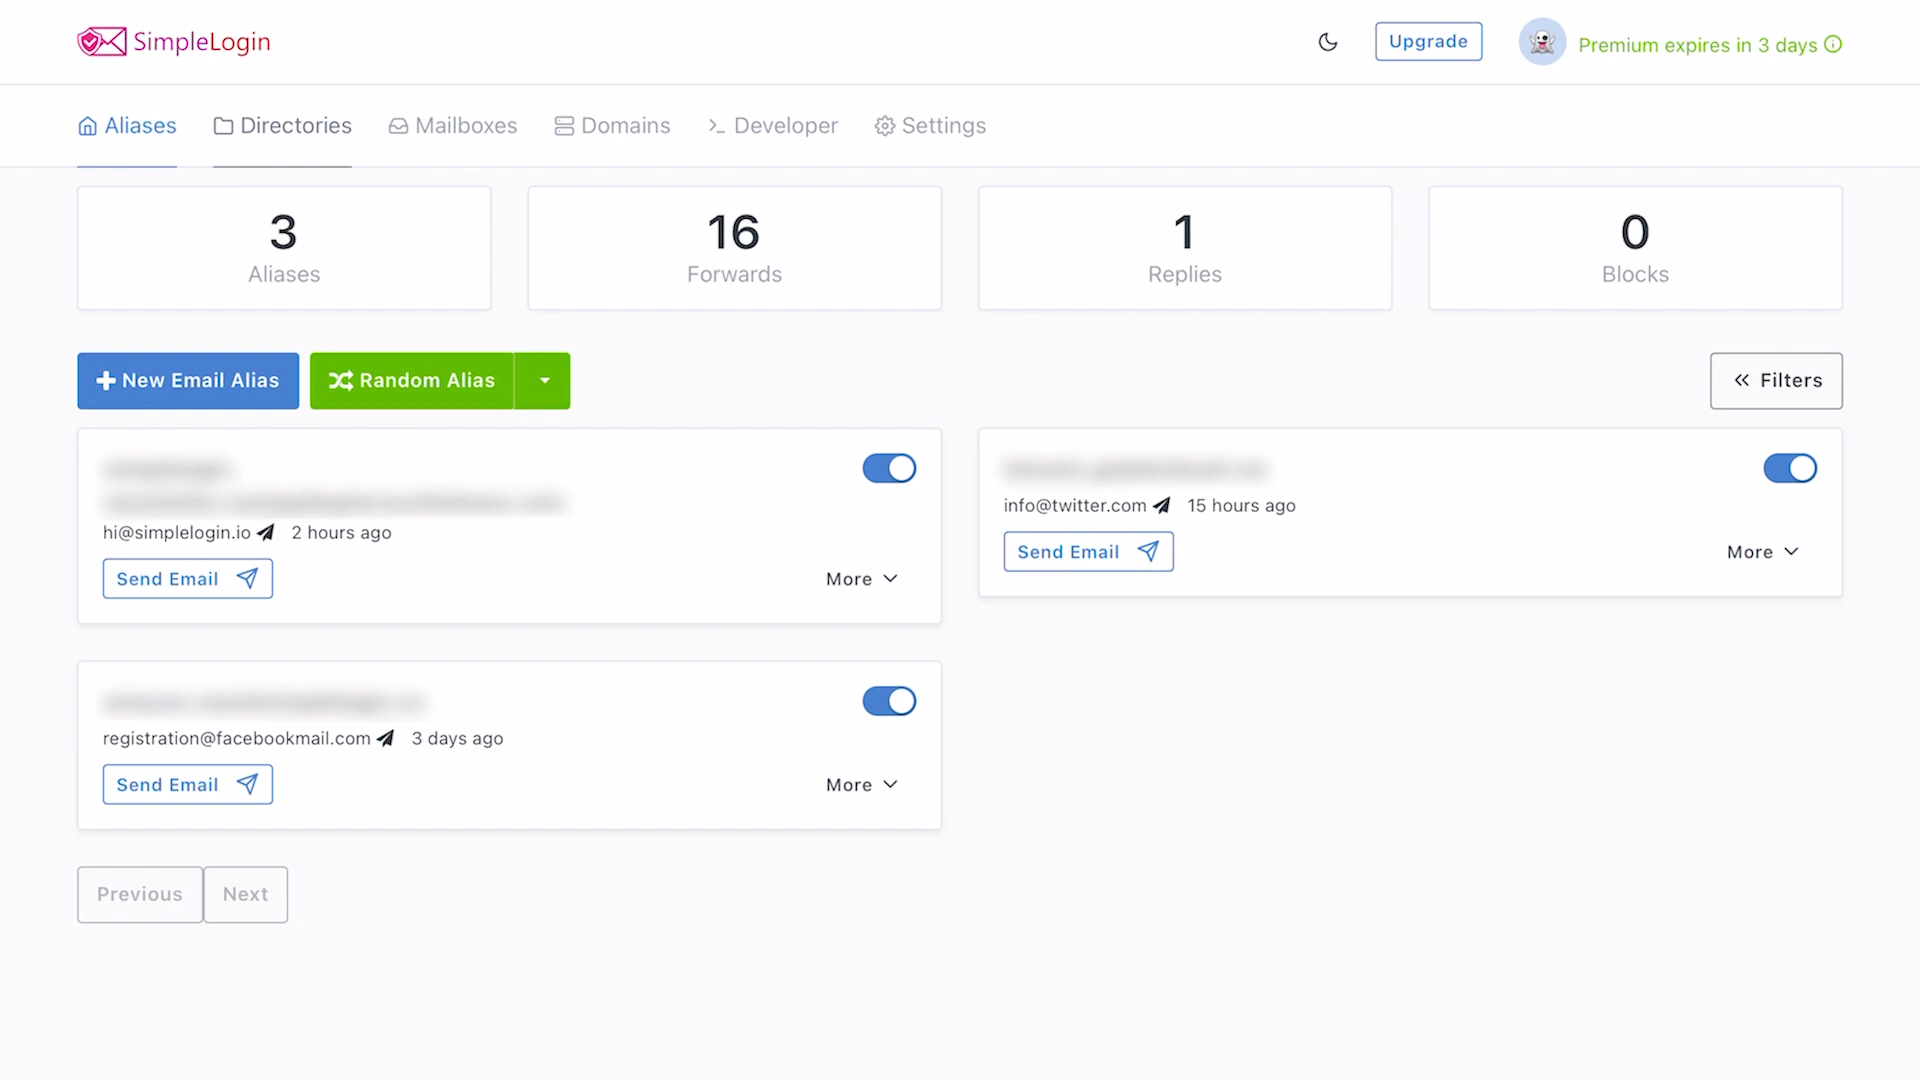 SimpleLogin
Upgrade
Premium expires in 3 days
Aliases
Directories
Mailboxes
Domains
Developer
Settings
3
Aliases
16
Forwards
1
Replies
0
Blocks
New Email Alias
Random Alias
Filters
hi@simplelogin.io 2 hours ago
Send Email
More
info@twitter.com 15 hours ago
Send Email
More
registration@facebookmail.com 3 days ago
Send Email
More
Previous
Next